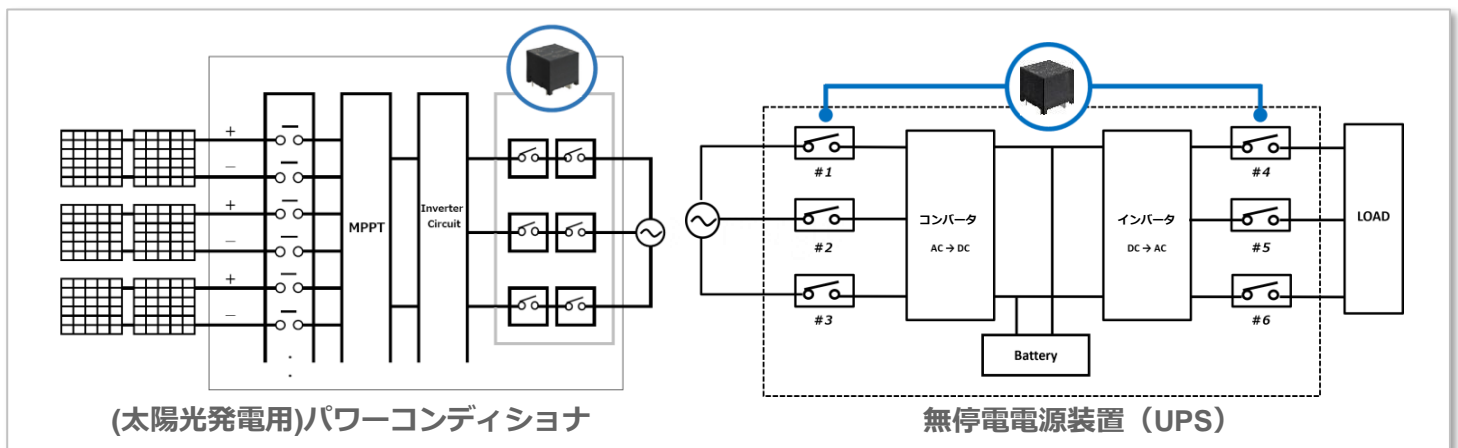 +
−
+
−
+
−
MPPT
Inverter
Circuit
(太陽光発電用)パワーコンディショナ
#1
#2
#3
コンバータ
AC → DC
Battery
インバータ
DC → AC
#4
#5
#6
LOAD
無停電電源装置（UPS）